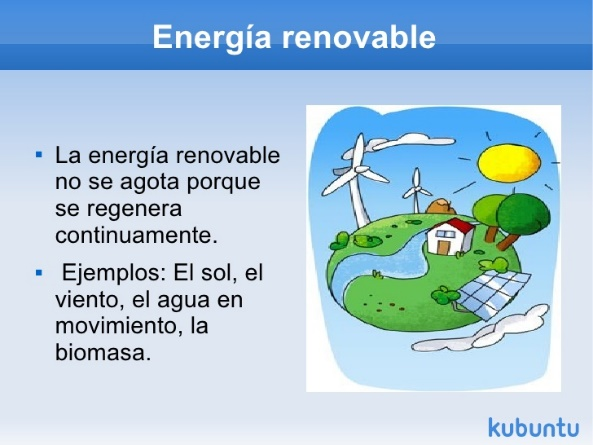 Energía renovable
La energía renovable
no se agota porque
se regenera
continuamente.
Ejemplos: El sol, el
viento, el agua en
movimiento, la
biomasa.
kubuntu